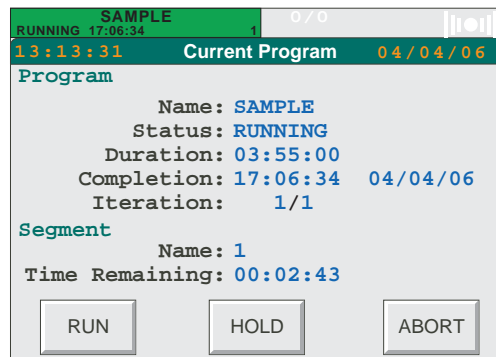 SAMPLE
RUNNING 17:06:34 1
0/0
13:13:31 Current Program 04/04/06
Program
Name: SAMPLE
Status: RUNNING
Duration: 03:55:00
Completion: 17:06:34 04/04/06
Iteration: 1/1
Segment
Name: 1
Time Remaining: 00:02:43
RUN HOLD ABORT